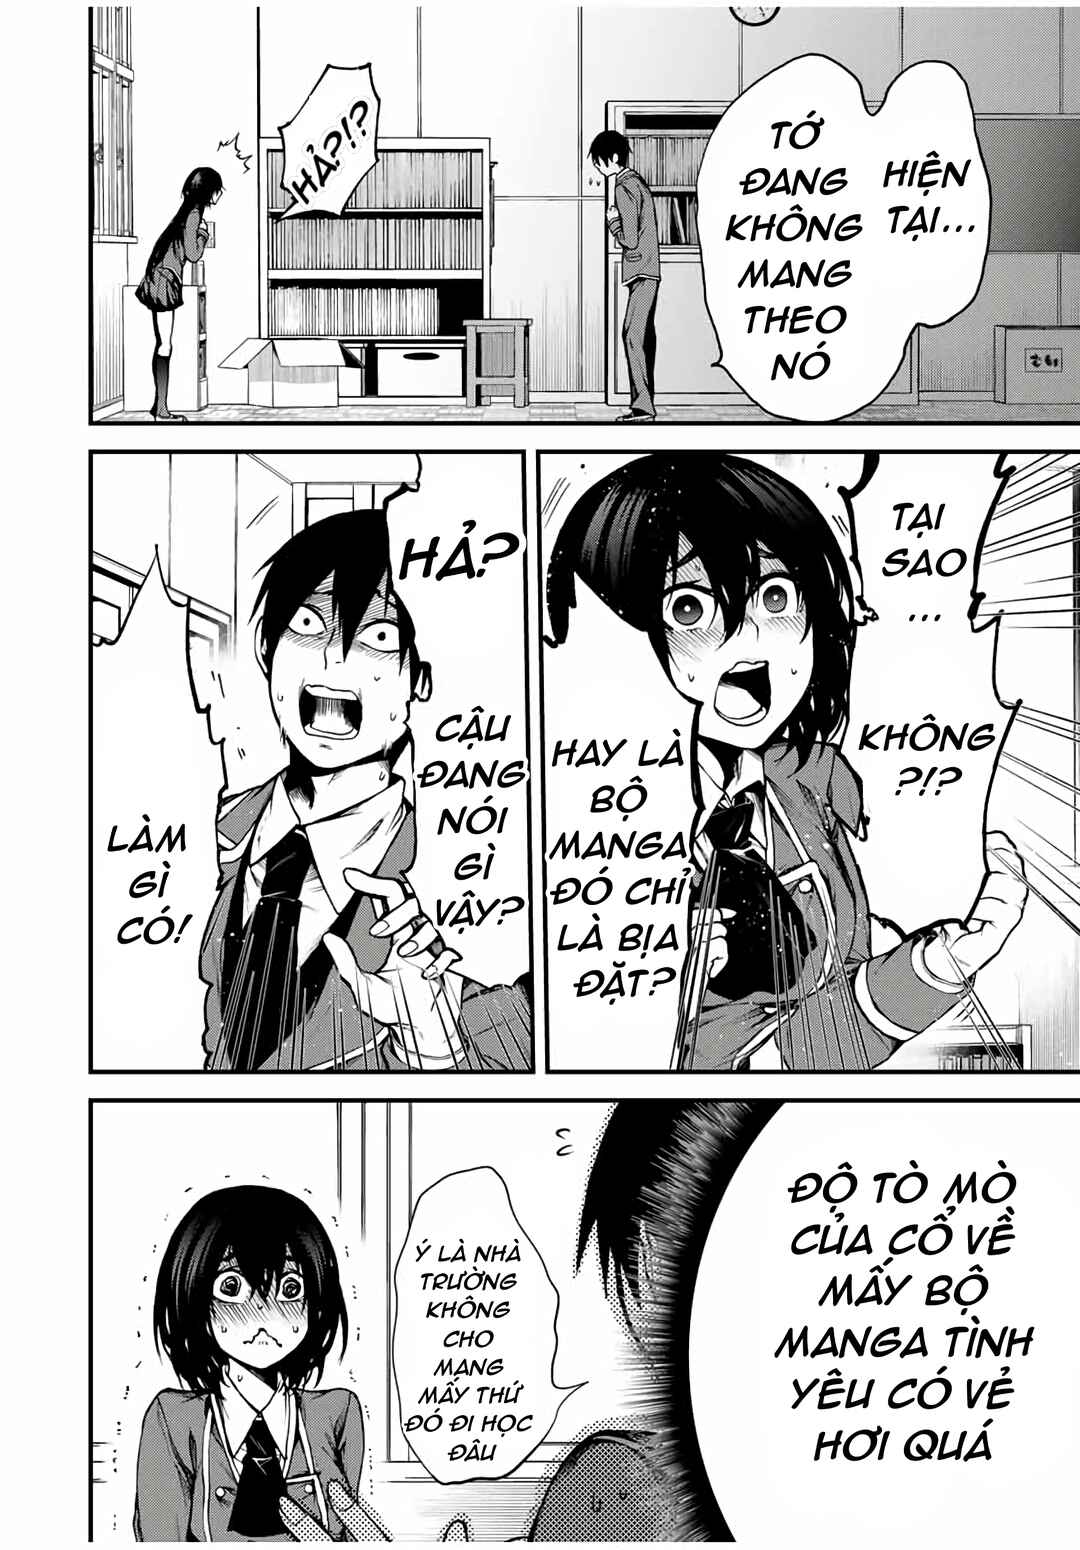 HIỆN
TẠI...
TỚ
ĐANG
KHÔNG
MANG
THEO
NÓ
HẢ?!?
むり
TẠI
SAO
...
KHÔNG
?!?
HAY LÀ
BỘ
MANGA
ĐÓ CHỈ
LÀ BỊA
ĐẶT?
HẢ?
CẬU
ĐANG
NÓI
GÌ
VẬY?
LÀM
GÌ
CÓ!
ĐỘ TÒ MÒ
CỦA CỔ VỀ
MẤY BỘ
MANGA TÌNH
YÊU CÓ VẺ
HƠI QUÁ
Ý LÀ NHÀ
TRƯỜNG
KHÔNG
CHO
MANG
MẤY THỨ
ĐÓ ĐI HỌC
ĐÂU